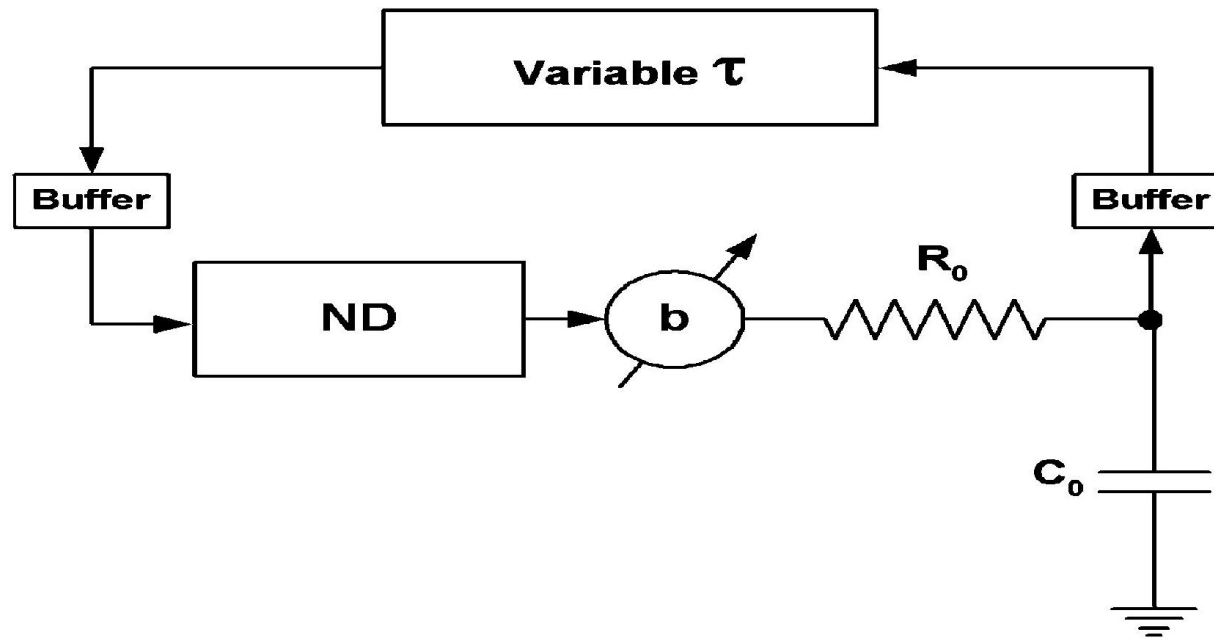 Variable τ
Buffer
Buffer
ND
b
R₀
C₀